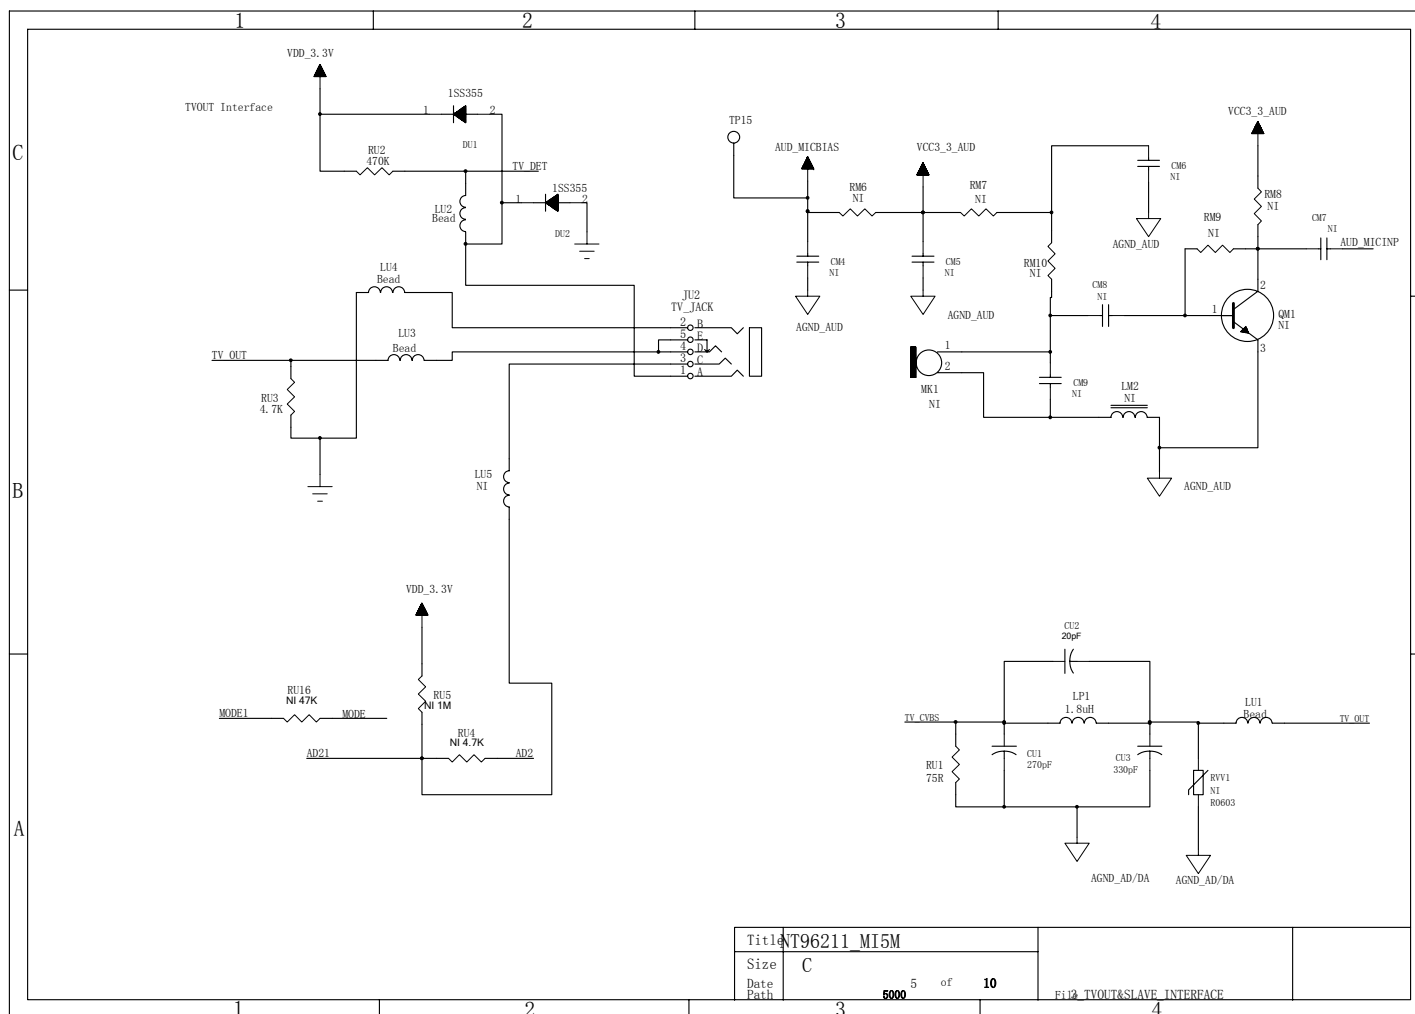 1 2 3 4
C
B
A
VDD_3.3V
TVOUT Interface
1SS355
1 2
DU1
RU2
470K
TV_DET
1SS355
1 2
DU2
LU2
Bead
LU4
Bead
LU3
Bead
TV_OUT
RU3
4.7K
JU2
TV_JACK
2 B
5 E
4 D
3 C
1 A
LU5
NI
TP15
AUD_MICBIAS
RM6
NI
VCC3_3_AUD
RM7
NI
CM6
NI
AGND_AUD
CM4
NI
AGND_AUD
CM5
NI
AGND_AUD
RM10
NI
CM8
NI
VCC3_3_AUD
RM8
NI
RM9
NI
CM7
NI
AUD_MICINP
1
2
3
QM1
NI
1
2
MK1
NI
CM9
NI
LM2
NI
AGND_AUD
VDD_3.3V
RU16
NI 47K
MODE1
MODE
RU5
NI 1M
RU4
NI 4.7K
AD21
AD2
CU2
20pF
LP1
1.8uH
LU1
Bead
TV_CVBS
TV_OUT
RU1
75R
CU1
270pF
CU3
330pF
RVV1
NI
R0603
AGND_AD/DA
AGND_AD/DA
Title NT96211_MI5M
Size C
Date 5 of 10
Path 5000
TVOUT&SLAVE_INTERFACE
1 2 3 4